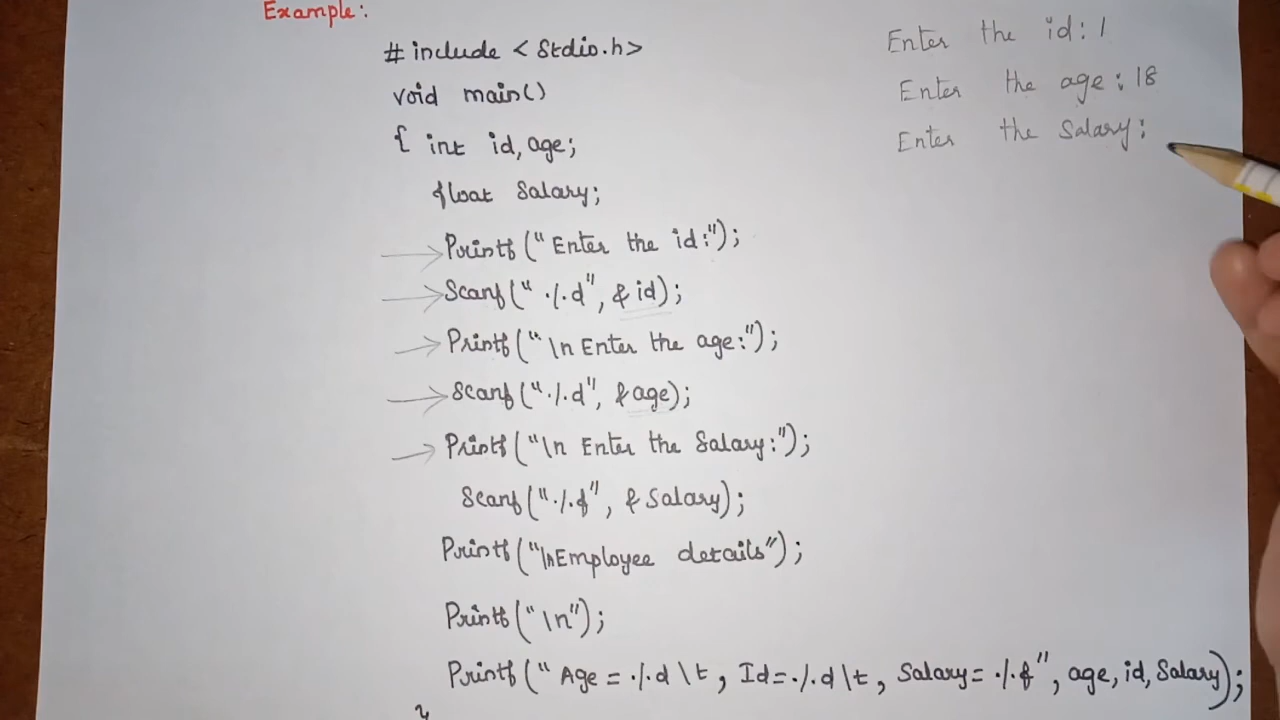 Example:
# include < Stdio.h>
void main()
{ int id, age;
float Salary;
Printf ("Enter the id:");
Scanf (" %d", & id);
Printf ("\n Enter the age:");
Scanf ("%d", & age);
Printf ("\n Enter the Salary:");
Scanf ("%f", & Salary);
Printf ("\nEmployee details");
Printf ("\n");
Printf (" Age = %d \t, Id = %d \t, Salary = %f", age, id, Salary);
}
Enter the id: 1
Enter the age: 18
Enter the Salary: